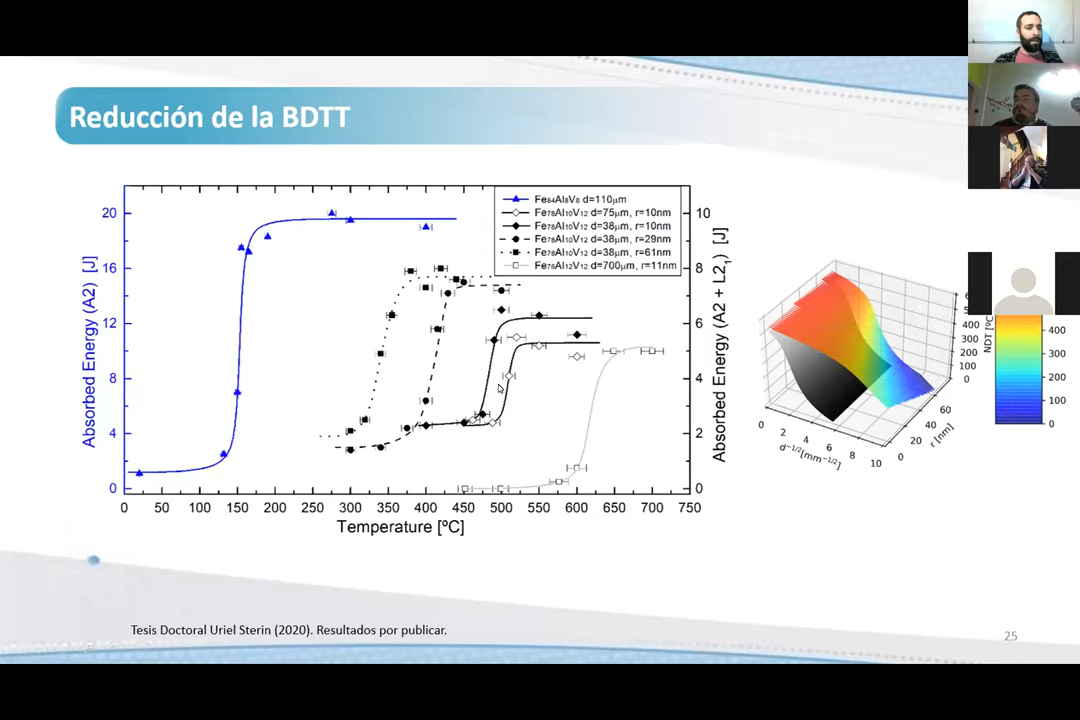 Reducción de la BDTT
Absorbed Energy (A2) [J]
20
16
12
8
4
0
Fe84Al8V8 d=110μm
Fe78Al10V12 d=75μm, r=10nm
Fe78Al10V12 d=38μm, r=10nm
Fe78Al10V12 d=38μm, r=29nm
Fe78Al10V12 d=38μm, r=61nm
Fe76Al12V12 d=700μm, r=11nm
10
8
6
4
2
0
Absorbed Energy (A2 + L2₁) [J]
0 50 100 150 200 250 300 350 400 450 500 550 600 650 700 750
Temperature [ºC]
400
300
200
100
0
NDT [ºC]
0 2 4 6 8 10
d⁻¹/²[mm⁻¹/²]
0 20 40 60
r [nm]
400
300
200
100
0
Tesis Doctoral Uriel Sterin (2020). Resultados por publicar.
25